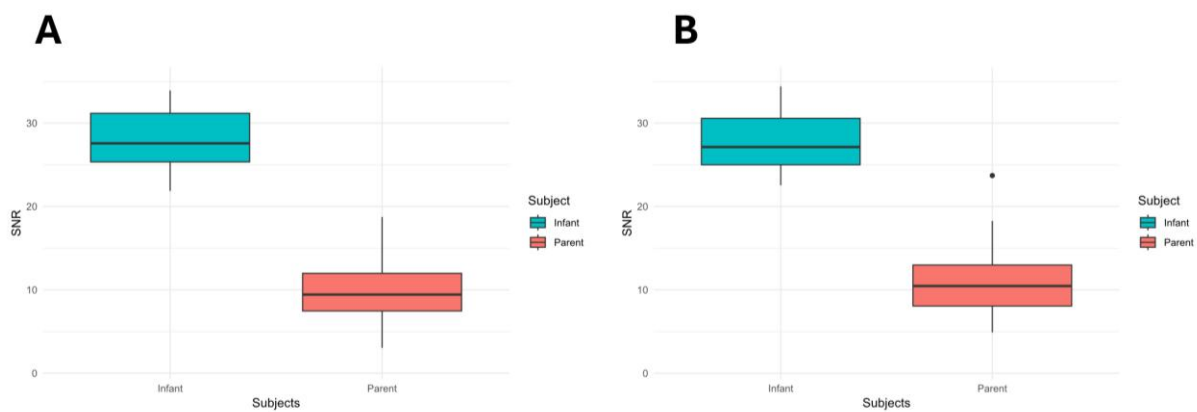 A
30
20
10
0
SNR
Infant
Parent
Subjects
Subject
Infant
Parent
B
30
20
10
0
SNR
Infant
Parent
Subjects
Subject
Infant
Parent